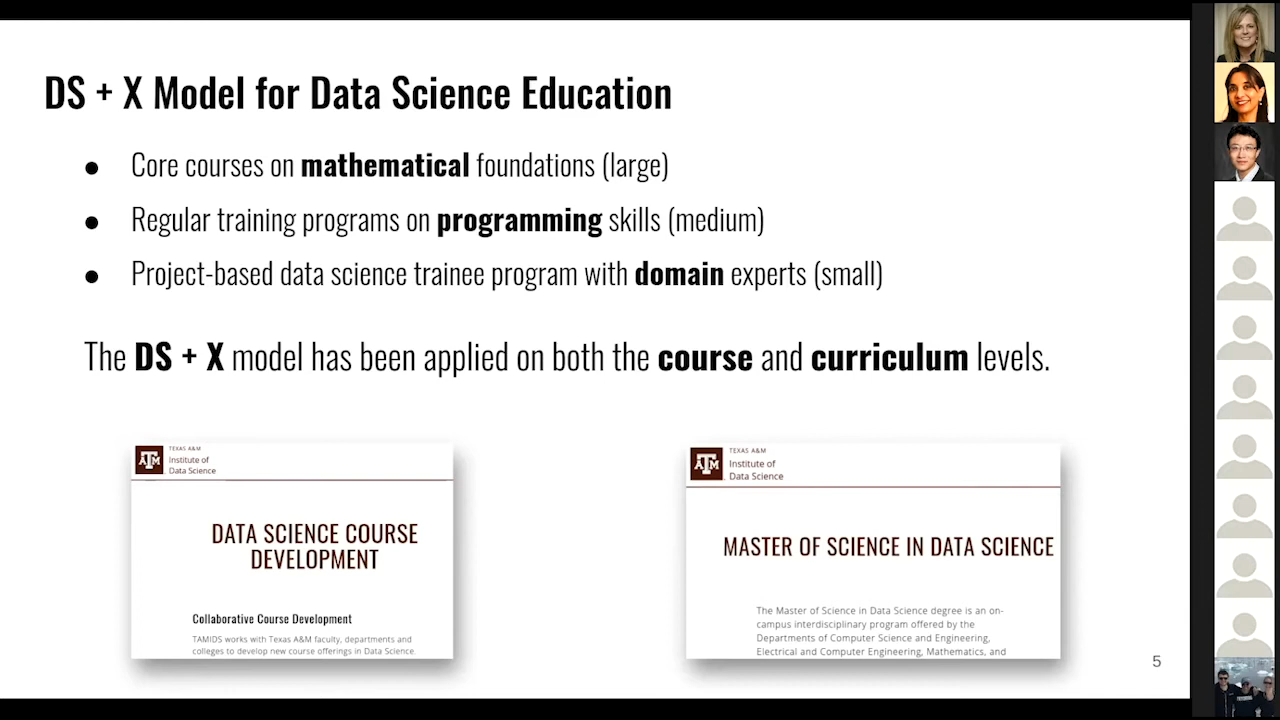 DS + X Model for Data Science Education
● Core courses on mathematical foundations (large)
● Regular training programs on programming skills (medium)
● Project-based data science trainee program with domain experts (small)
The DS + X model has been applied on both the course and curriculum levels.
ATM
TEXAS A&M
Institute of
Data Science
DATA SCIENCE COURSE
DEVELOPMENT
Collaborative Course Development
TAMIDS works with Texas A&M faculty, departments and
colleges to develop new course offerings in Data Science.
ATM
TEXAS A&M
Institute of
Data Science
MASTER OF SCIENCE IN DATA SCIENCE
The Master of Science in Data Science degree is an on-
campus interdisciplinary program offered by the
Departments of Computer Science and Engineering,
Electrical and Computer Engineering, Mathematics, and
5